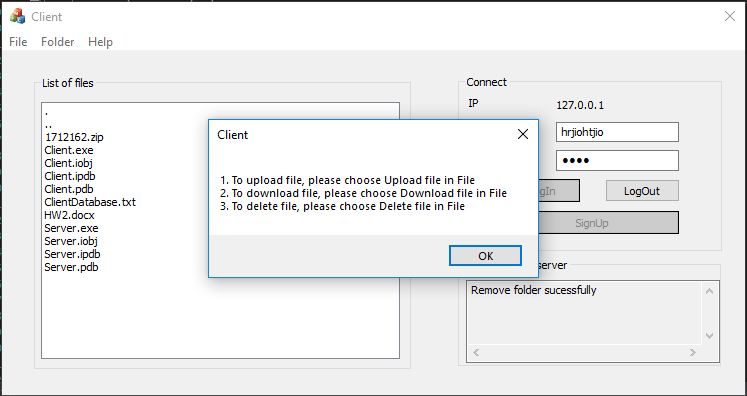 Client
File Folder Help
List of files
.
..
1712162.zip
Client.exe
Client.iobj
Client.ipdb
Client.pdb
ClientDatabase.txt
HW2.docx
Server.exe
Server.iobj
Server.ipdb
Server.pdb
Client
1. To upload file, please choose Upload file in File
2. To download file, please choose Download file in File
3. To delete file, please choose Delete file in File
OK
Connect
IP 127.0.0.1
hrjiohtjio
••••
gIn LogOut
SignUp
server
Remove folder sucessfully